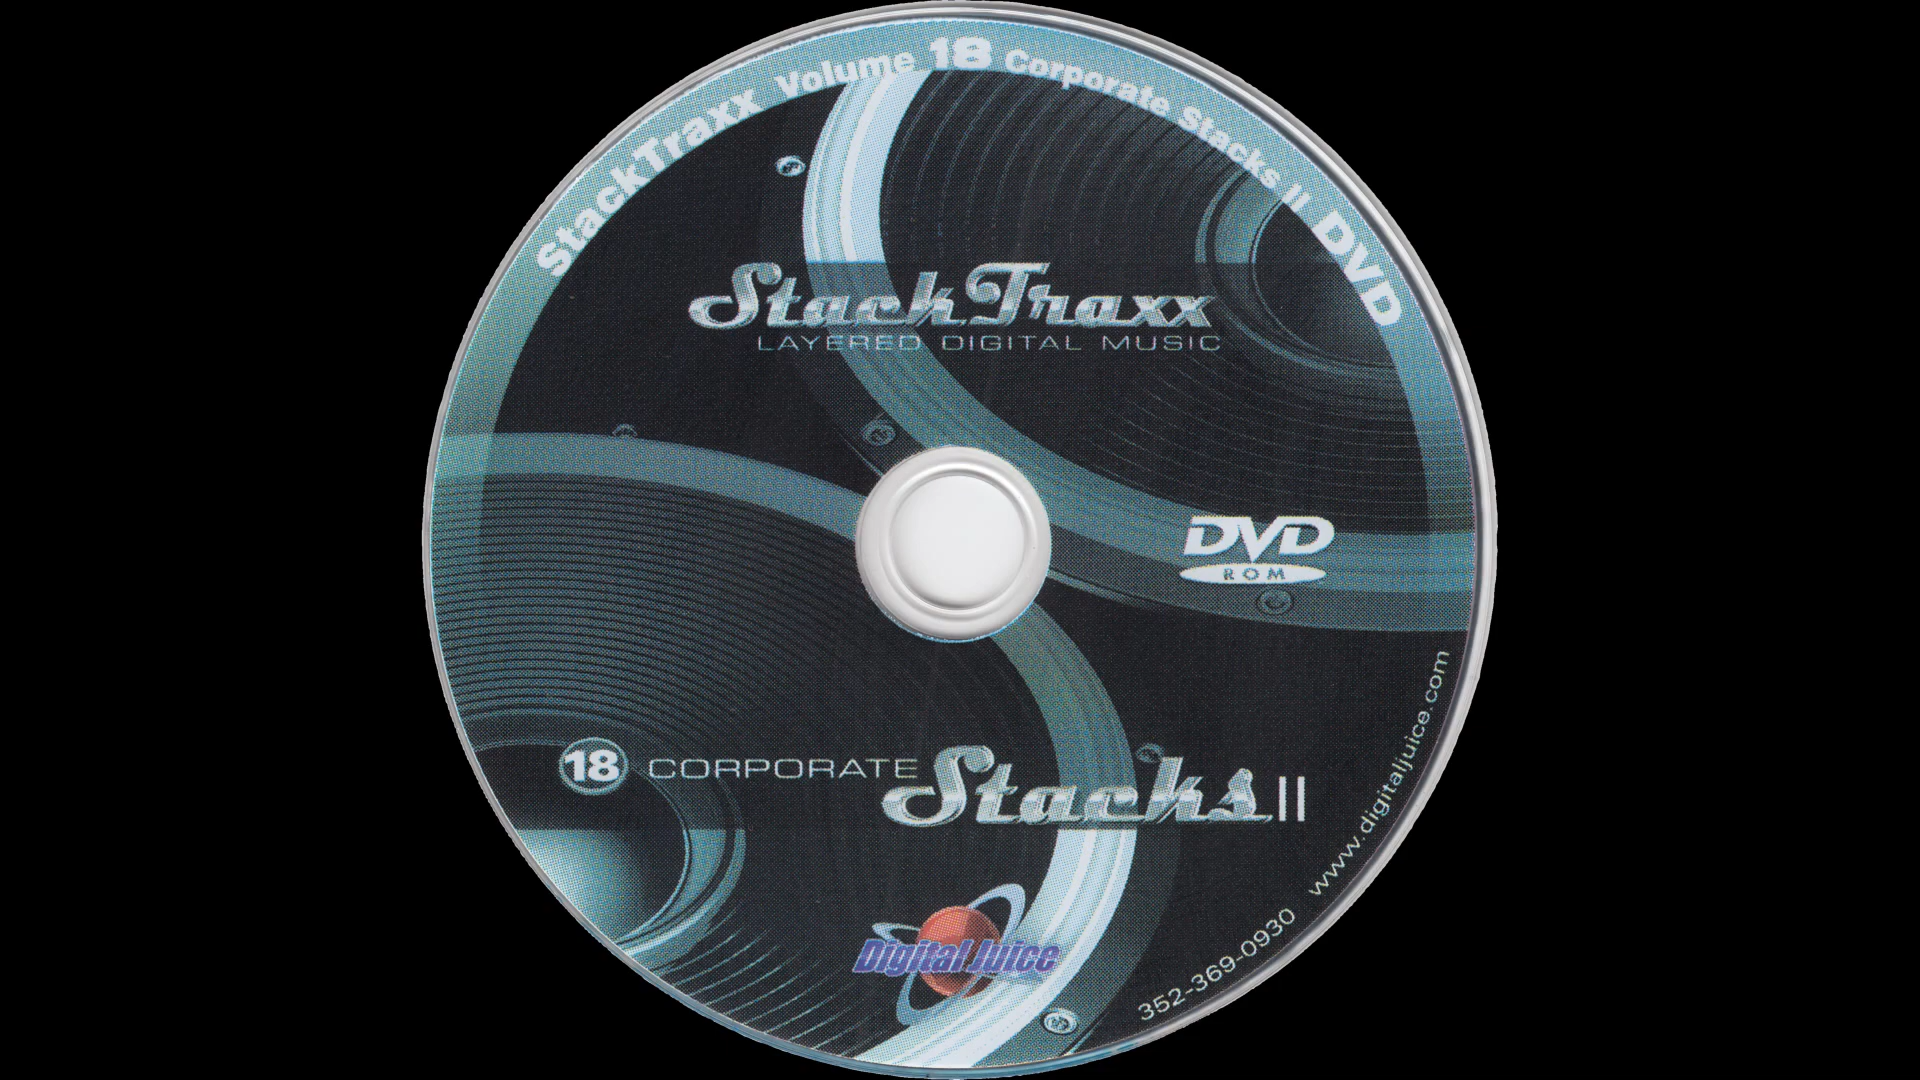 StackTraxx Volume 18 Corporate Stacks II DVD
StackTraxx
LAYERED DIGITAL MUSIC
DVD
ROM
18 CORPORATE Stacks II
Digital Juice
352-369-0930 www.digitaljuice.com